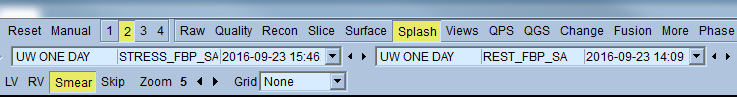 Reset Manual 1 2 3 4 Raw Quality Recon Slice Surface Splash Views QPS QGS Change Fusion More Phase
UW ONE DAY STRESS_FBP_SA 2016-09-23 15:46 UW ONE DAY REST_FBP_SA 2016-09-23 14:09
LV RV Smear Skip Zoom 5 Grid None